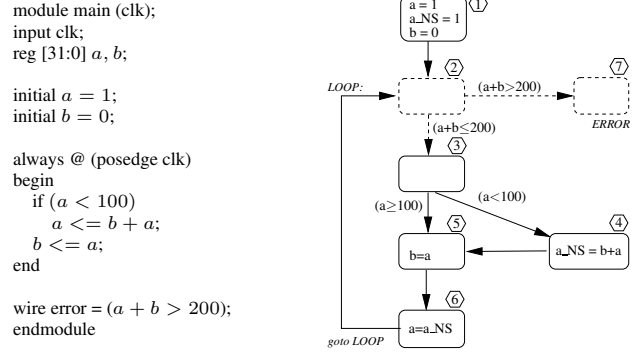 module main (clk);
input clk;
reg [31:0] a, b;
initial a = 1;
initial b = 0;
always @ (posedge clk)
begin
if (a < 100)
a <= b + a;
b <= a;
end
wire error = (a + b > 200);
endmodule
a = 1
a_NS = 1
b = 0
1
2
7
LOOP:
(a+b>200)
ERROR
(a+b≤200)
3
(a≥100)
(a<100)
5
4
b=a
a_NS = b+a
6
a=a_NS
goto LOOP